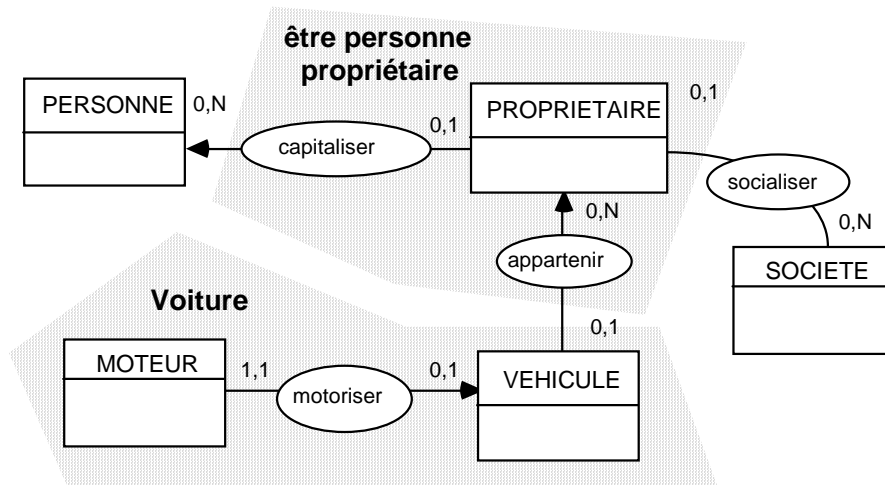 être personne
propriétaire
PERSONNE
0,N
capitaliser
0,1
PROPRIETAIRE
0,1
socialiser
0,N
0,N
appartenir
SOCIETE
Voiture
0,1
MOTEUR
1,1
motoriser
0,1
VEHICULE